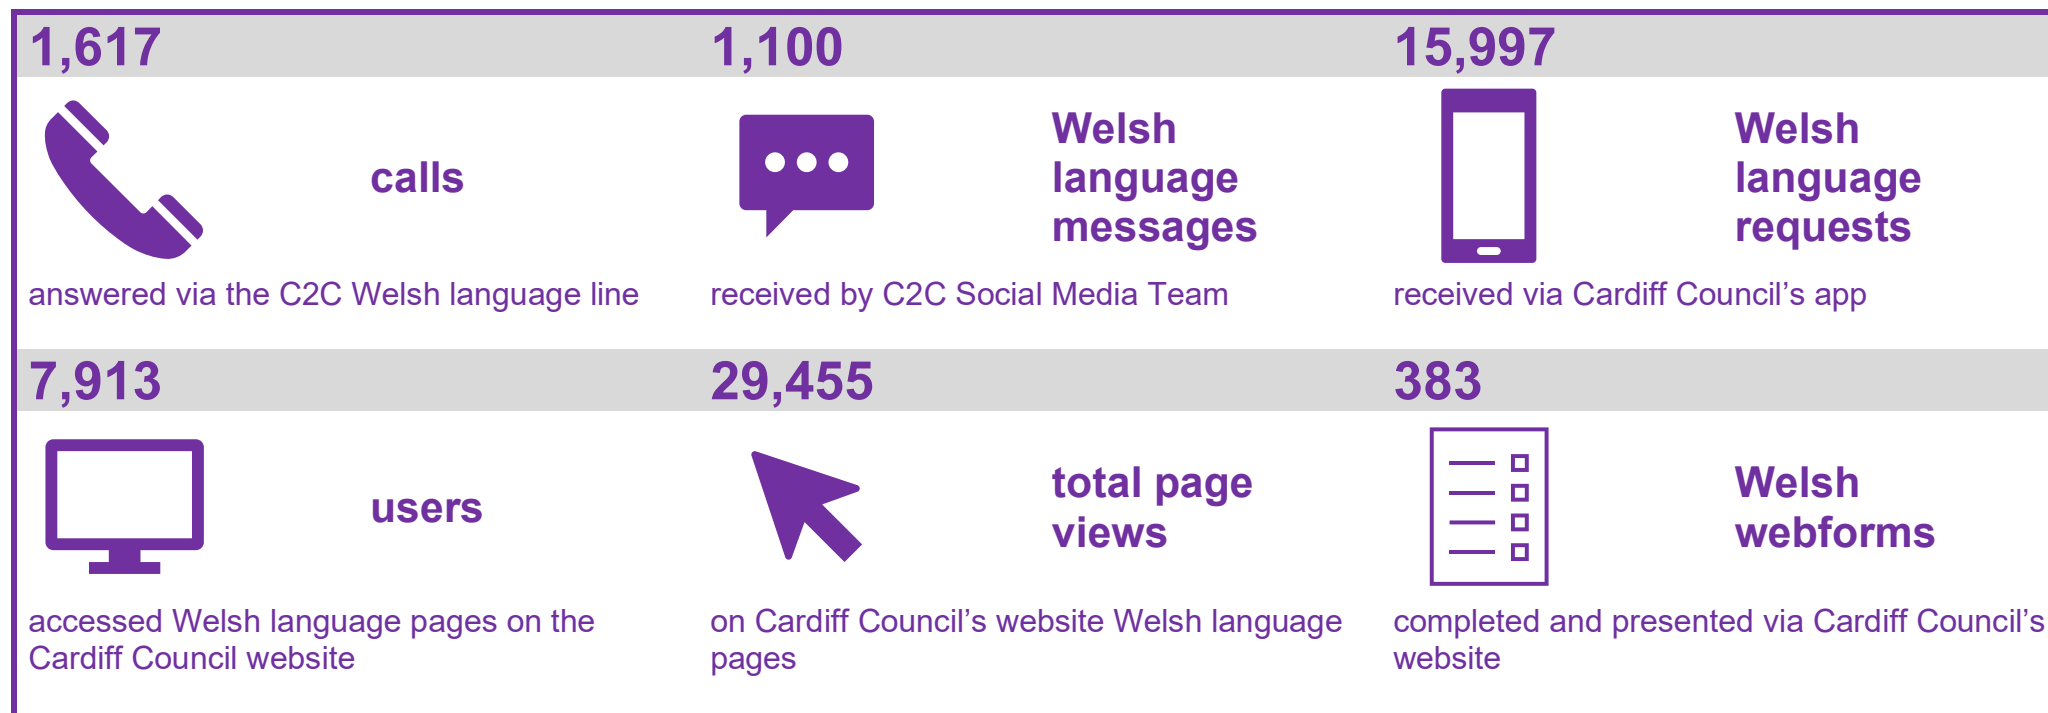 1,617
calls
answered via the C2C Welsh language line
1,100
Welsh
language
messages
received by C2C Social Media Team
15,997
Welsh
language
requests
received via Cardiff Council’s app
7,913
users
accessed Welsh language pages on the
Cardiff Council website
29,455
total page
views
on Cardiff Council’s website Welsh language
pages
383
Welsh
webforms
completed and presented via Cardiff Council’s
website